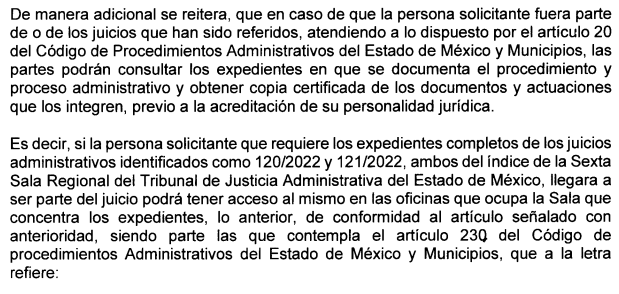 De manera adicional se reitera, que en caso de que la persona solicitante fuera parte
de o de los juicios que han sido referidos, atendiendo a lo dispuesto por el artículo 20
del Código de Procedimientos Administrativos del Estado de México y Municipios, las
partes podrán consultar los expedientes en que se documenta el procedimiento y
proceso administrativo y obtener copia certificada de los documentos y actuaciones
que los integren, previo a la acreditación de su personalidad jurídica.
Es decir, si la persona solicitante que requiere los expedientes completos de los juicios
administrativos identificados como 120/2022 y 121/2022, ambos del índice de la Sexta
Sala Regional del Tribunal de Justicia Administrativa del Estado de México, llegara a
ser parte del juicio podrá tener acceso al mismo en las oficinas que ocupa la Sala que
concentra los expedientes, lo anterior, de conformidad al artículo señalado con
anterioridad, siendo parte las que contempla el artículo 230 del Código de
procedimientos Administrativos del Estado de México y Municipios, que a la letra
refiere: